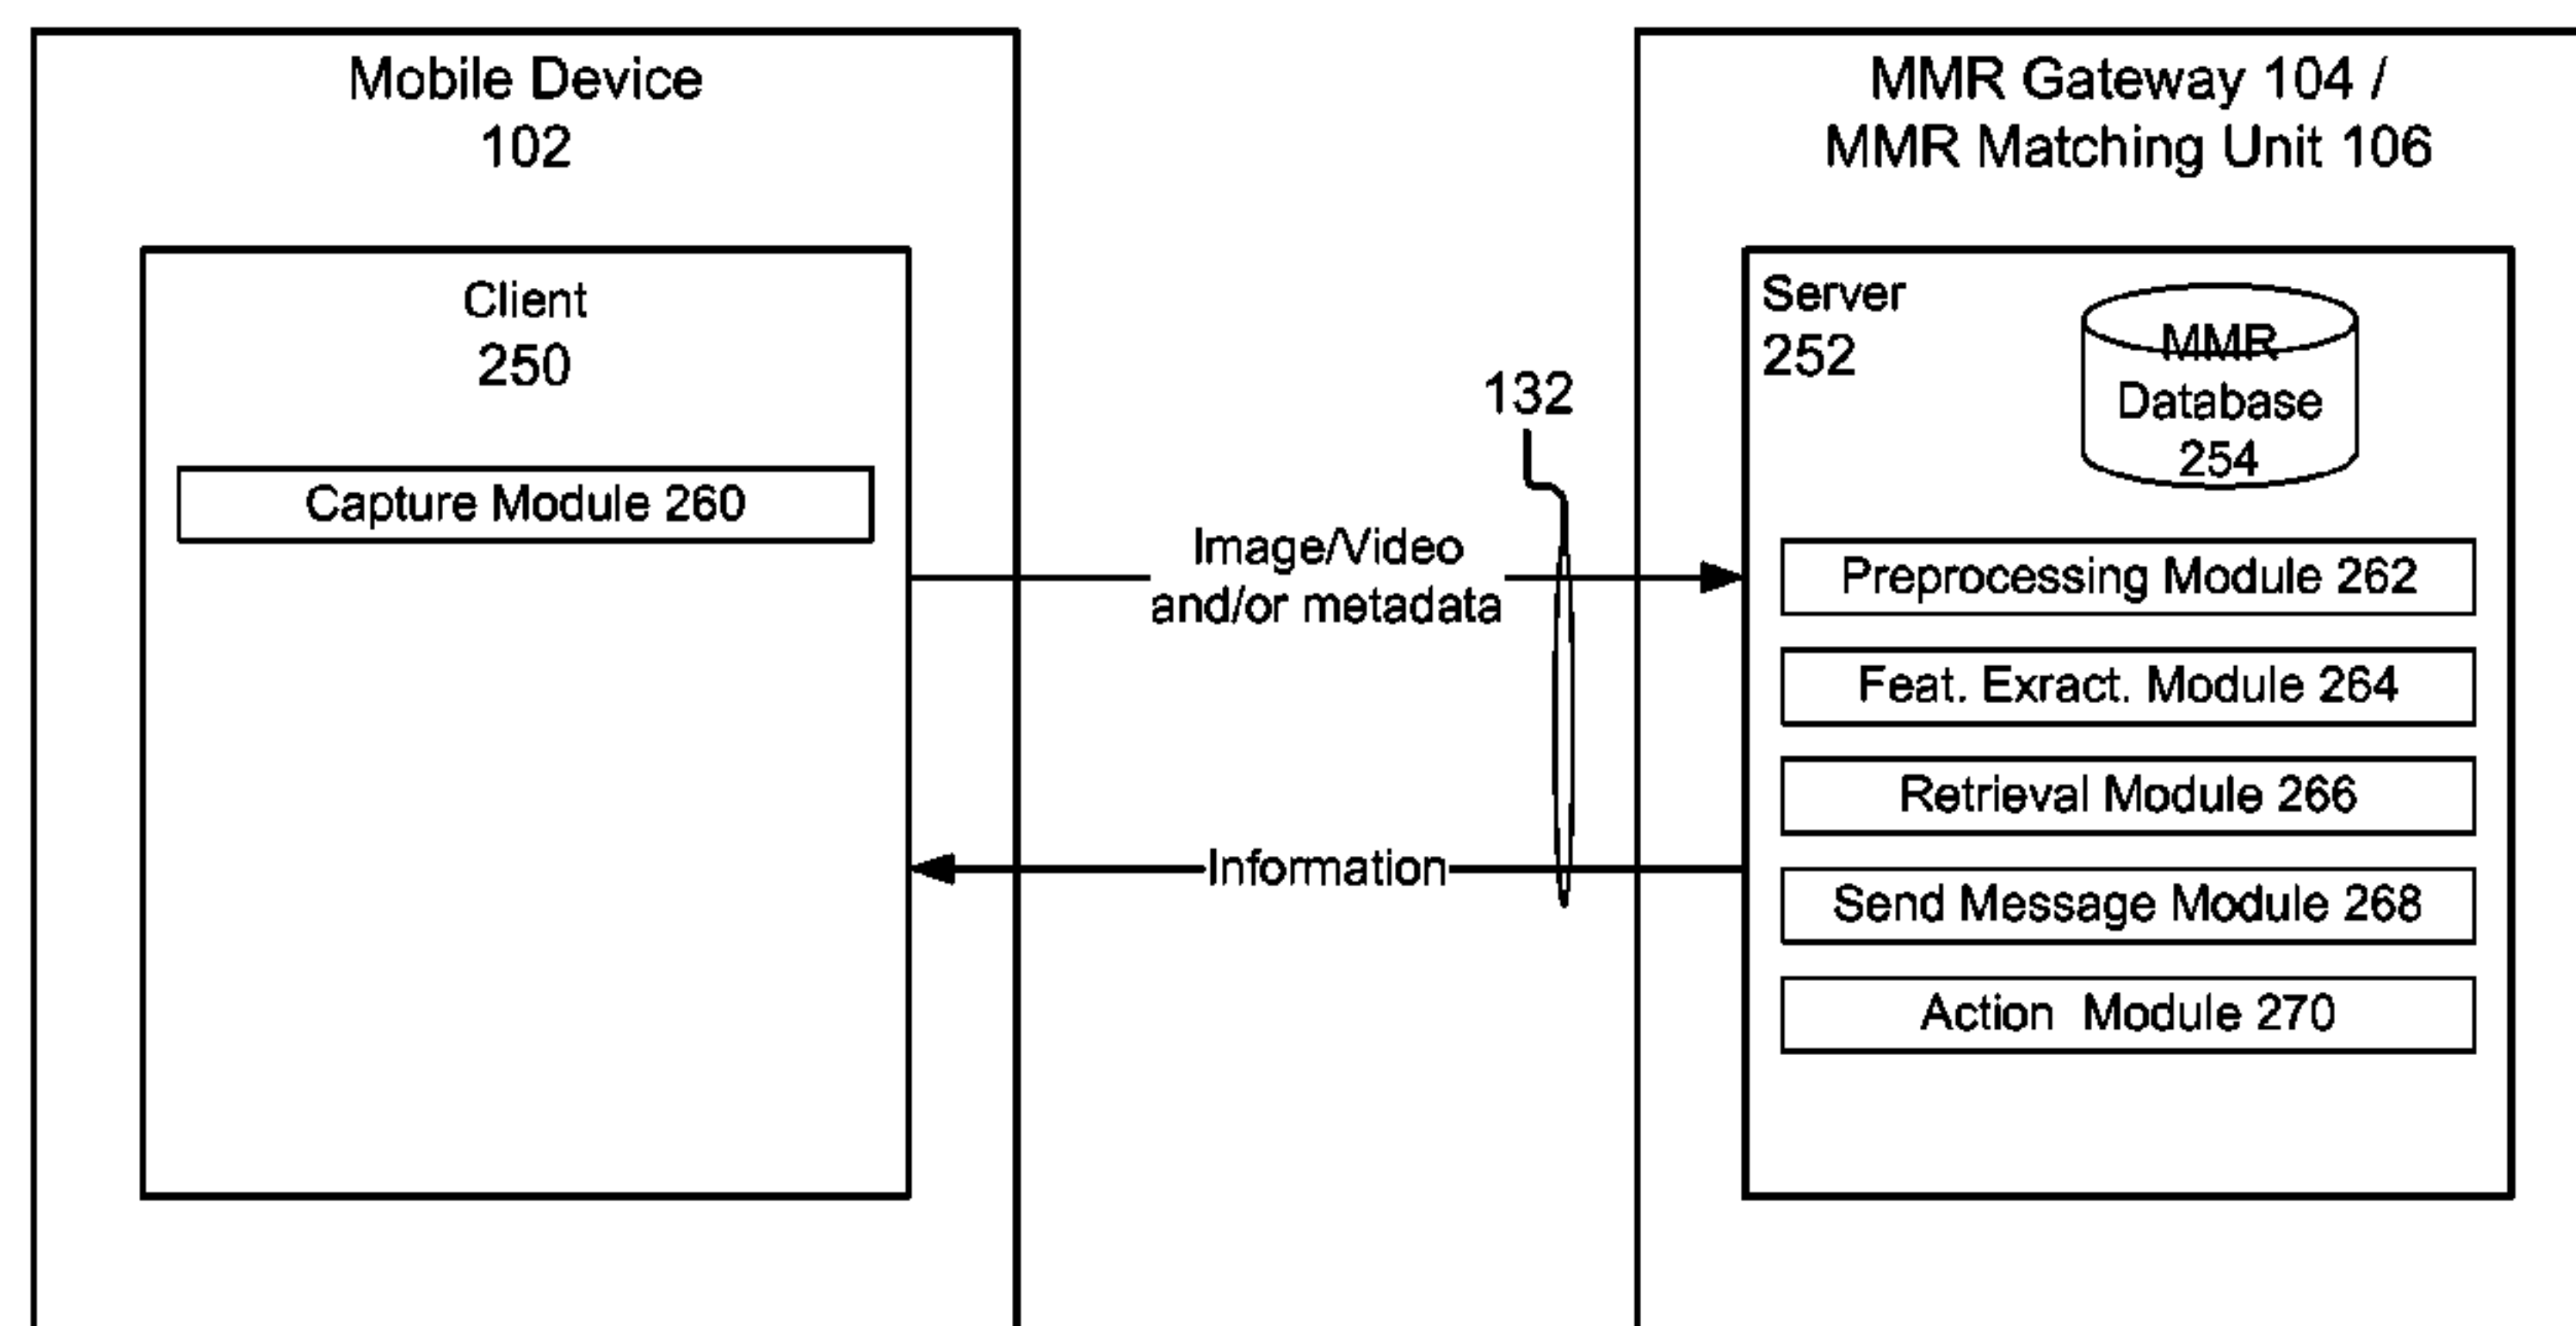 Mobile Device
102
Client
250
Capture Module 260
Image/Video
and/or metadata
Information
132
MMR Gateway 104 /
MMR Matching Unit 106
Server
252
MMR
Database
254
Preprocessing Module 262
Feat. Exract. Module 264
Retrieval Module 266
Send Message Module 268
Action Module 270